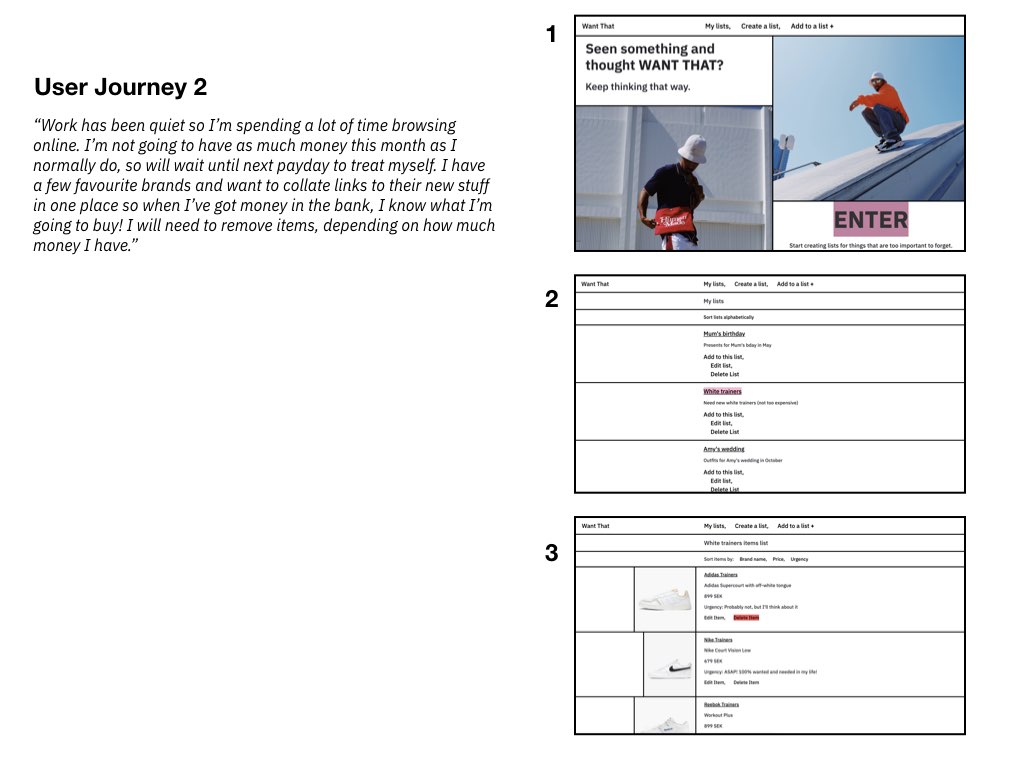 User Journey 2
“Work has been quiet so I’m spending a lot of time browsing
online. I’m not going to have as much money this month as I
normally do, so will wait until next payday to treat myself. I have
a few favourite brands and want to collate links to their new stuff
in one place so when I’ve got money in the bank, I know what I’m
going to buy! I will need to remove items, depending on how much
money I have.”
1
Want That My lists, Create a list, Add to a list +
Seen something and
thought WANT THAT?
Keep thinking that way.
Human
Made
ENTER
Start creating lists for things that are too important to forget.
2
Want That My lists, Create a list, Add to a list +
My lists
Sort lists alphabetically
Mum's birthday
Presents for Mum's bday in May
Add to this list,
Edit list,
Delete List
White trainers
Need new white trainers (not too expensive)
Add to this list,
Edit list,
Delete List
Amy's wedding
Outfits for Amy's wedding in October
Add to this list,
Edit list,
Delete List
3
Want That My lists, Create a list, Add to a list +
White trainers items list
Sort items by: Brand name, Price, Urgency
Adidas Trainers
Adidas Supercourt with off-white tongue
899 SEK
Urgency: Probably not, but I'll think about it
Edit Item, Delete Item
Nike Trainers
Nike Court Vision Low
679 SEK
Urgency: ASAP! 100% wanted and needed in my life!
Edit Item, Delete Item
Reebok Trainers
Workout Plus
899 SEK